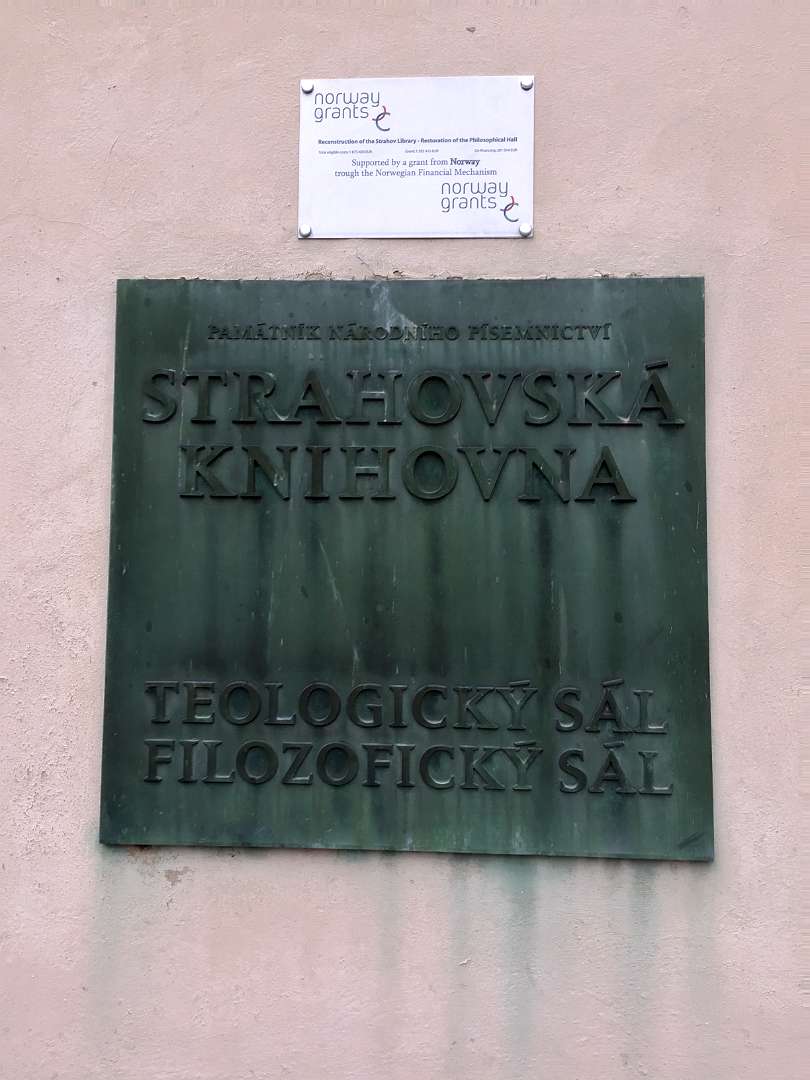 norway
grants
Reconstruction of the Strahov Library - Restoration of the Philosophical Hall
Supported by a grant from Norway
trough the Norwegian Financial Mechanism
norway
grants
PAMÁTNÍK NÁRODNÍHO PÍSEMNICTVÍ
STRAHOVSKÁ
KNIHOVNA
TEOLOGICKÝ SÁL
FILOZOFICKÝ SÁL